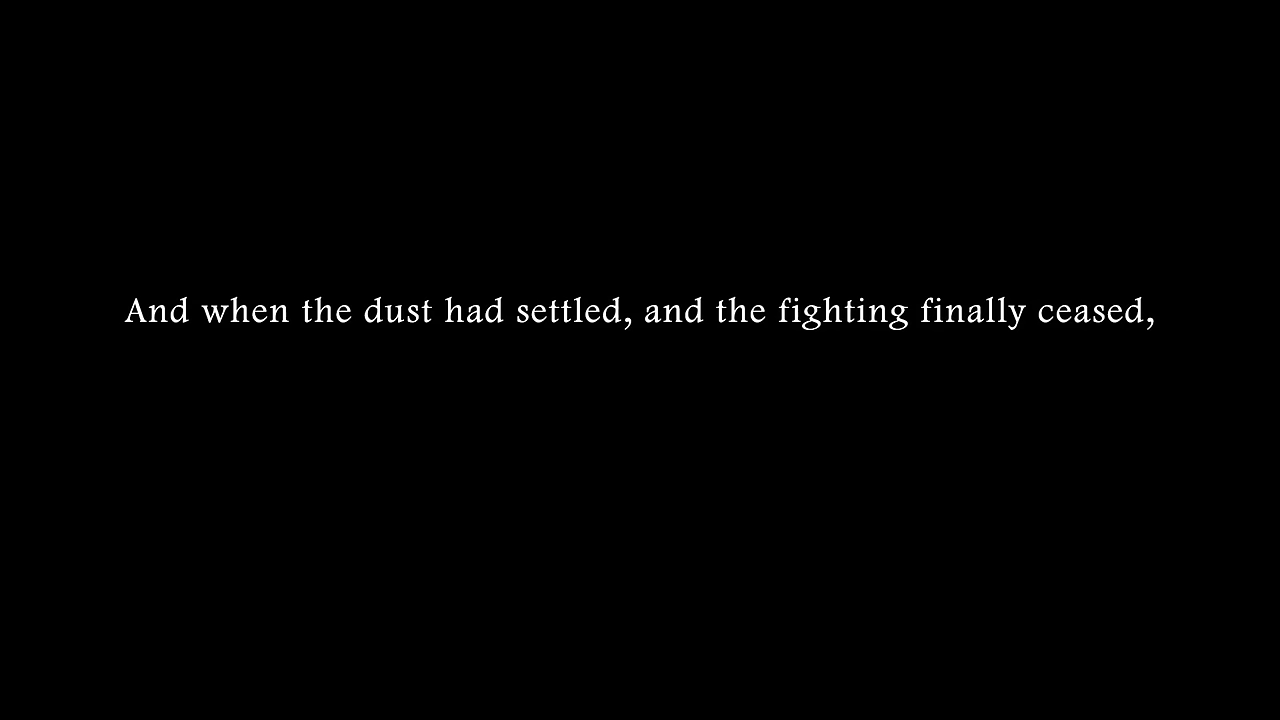 And when the dust had settled, and the fighting finally ceased,